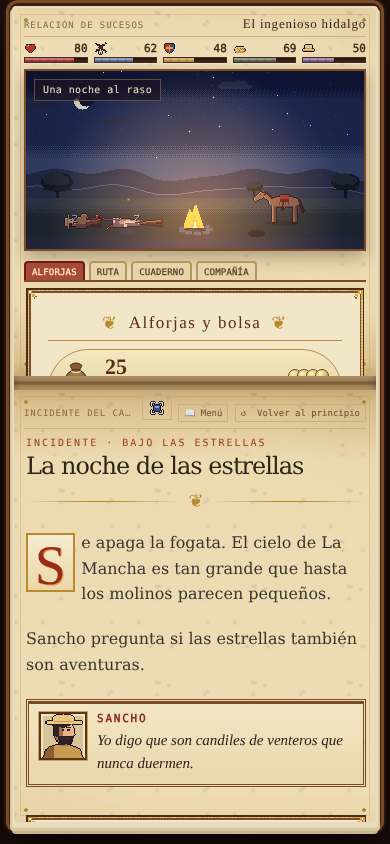 RELACIÓN DE SUCESOS
El ingenioso hidalgo
80 62 48 69 50
Una noche al raso
ALFORJAS RUTA CUADERNO COMPAÑÍA
Alforjas y bolsa
25
INCIDENTE DEL CA…
Menú
Volver al principio
INCIDENTE · BAJO LAS ESTRELLAS
La noche de las estrellas
Se apaga la fogata. El cielo de La
Mancha es tan grande que hasta
los molinos parecen pequeños.
Sancho pregunta si las estrellas también
son aventuras.
SANCHO
Yo digo que son candiles de venteros que
nunca duermen.